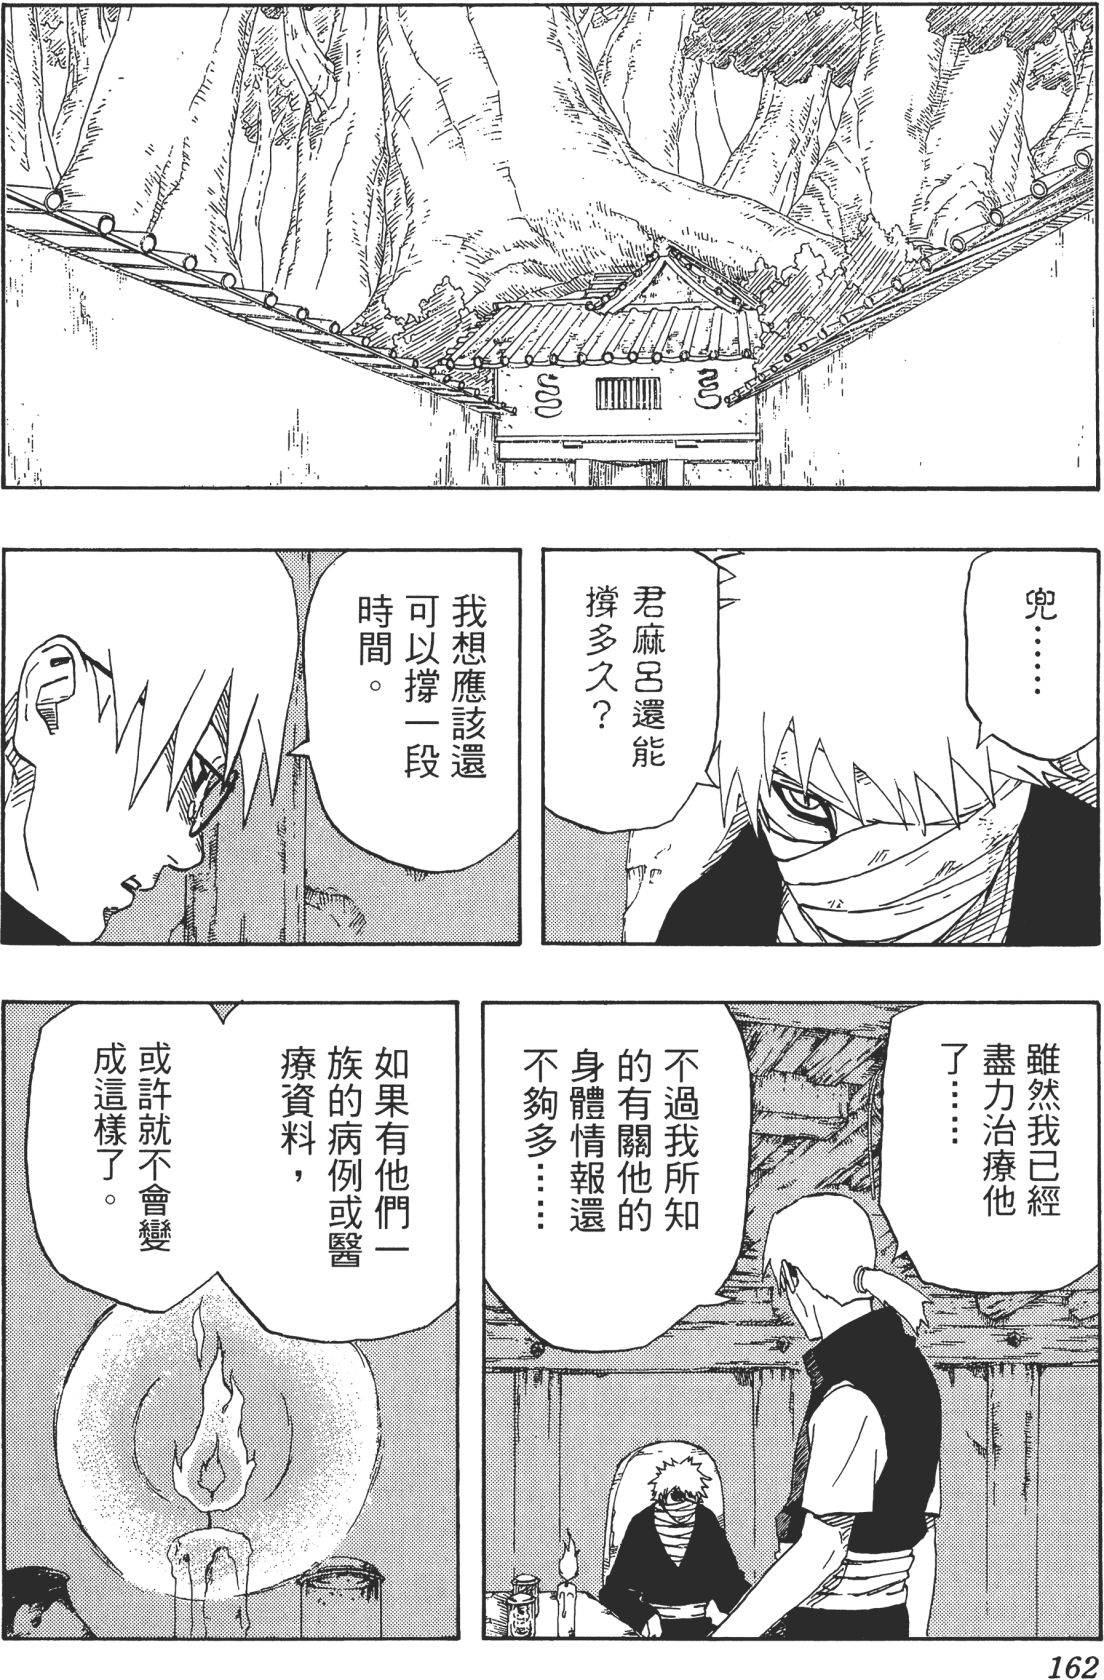 兜⋯⋯
君麻呂還能
撐多久？
我想應該還
可以撐一段
時間。
雖然我已經
盡力治療他
了⋯⋯
不過我所知
的有關他的
身體情報還
不夠多⋯⋯
如果有他們一
族的病例或醫
療資料，
或許就不會變
成這樣了。
162